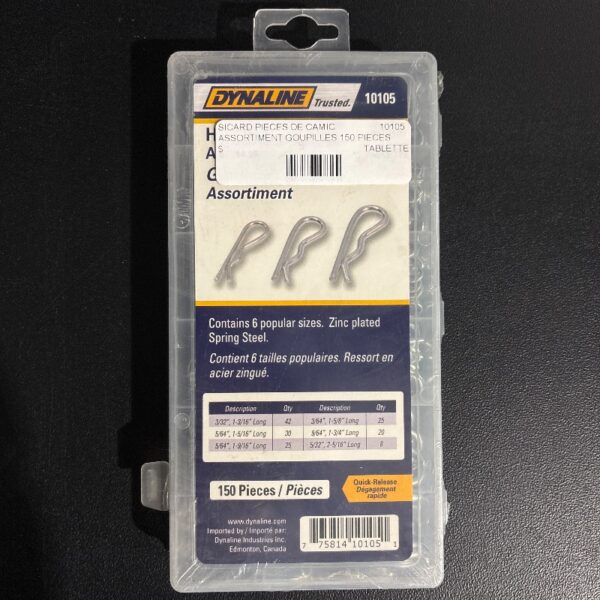 DYNALINE Trusted. 10105
SICARD PIECES DE CAMIC 10105
ASSORTIMENT GOUPILLES 150 PIECES
$ TABLETTE
Assortiment
Contains 6 popular sizes. Zinc plated
Spring Steel.
Contient 6 tailles populaires. Ressort en
acier zingué.
Description Qty Description Qty
3/32", 1-3/16" Long 42 3/64", 1-5/8" Long 25
5/64", 1-5/16" Long 30 9/64", 1-3/4" Long 20
5/64", 1-9/16" Long 25 5/32", 2-5/16" Long 8
150 Pieces / Pièces
Quick-Release
Dégagement
rapide
www.dynaline.com
Imported by / Importé par:
Dynaline Industries Inc.
Edmonton, Canada
7 75814 10105 1